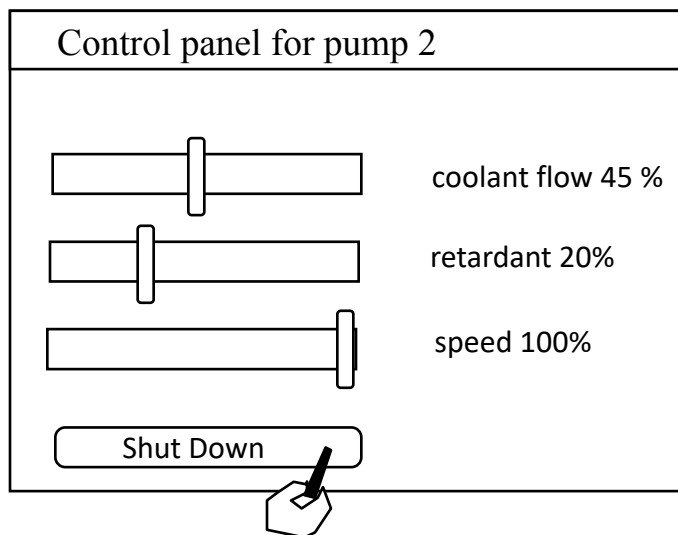 Control panel for pump 2
coolant flow 45 %
retardant 20%
speed 100%
Shut Down